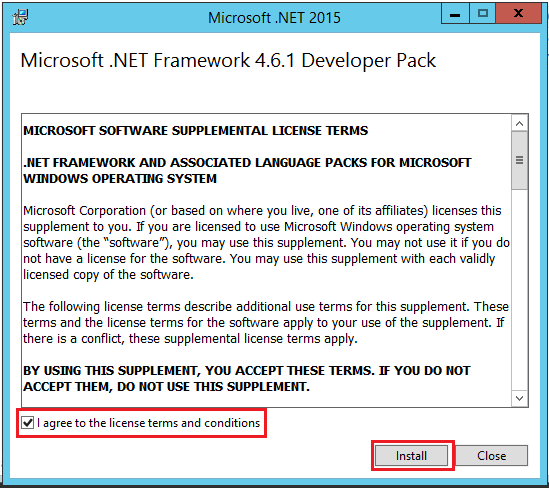 Microsoft .NET 2015
Microsoft .NET Framework 4.6.1 Developer Pack
MICROSOFT SOFTWARE SUPPLEMENTAL LICENSE TERMS
.NET FRAMEWORK AND ASSOCIATED LANGUAGE PACKS FOR MICROSOFT
WINDOWS OPERATING SYSTEM
Microsoft Corporation (or based on where you live, one of its affiliates) licenses this
supplement to you. If you are licensed to use Microsoft Windows operating system
software (the “software”), you may use this supplement. You may not use it if you do
not have a license for the software. You may use this supplement with each validly
licensed copy of the software.
The following license terms describe additional use terms for this supplement. These
terms and the license terms for the software apply to your use of the supplement. If
there is a conflict, these supplemental license terms apply.
BY USING THIS SUPPLEMENT, YOU ACCEPT THESE TERMS. IF YOU DO NOT
ACCEPT THEM, DO NOT USE THIS SUPPLEMENT.
I agree to the license terms and conditions
Install
Close